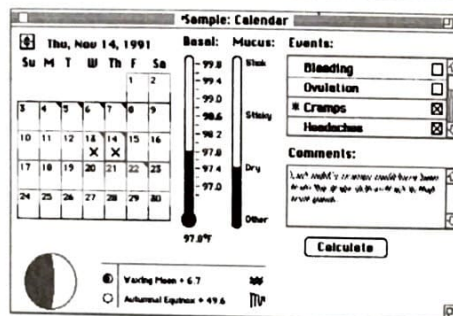 Sample: Calendar
Thu, Nov 14, 1991
Su M T W Th F Sa
1 2
3 4 5 6 7 8 9
10 11 12 13 14 15 16
17 18 19 20 21 22 23
24 25 26 27 28 29 30
Basal:
99.8
99.4
99.0
98.6
98.2
97.8
97.4
97.0
97.8°F
Mucus:
Slick
Sticky
Dry
Other
Events:
Bleeding
Ovulation
* Cramps
Headaches
Comments:
Calculate
Waxing Moon + 6.7
Autumnal Equinox + 49.6